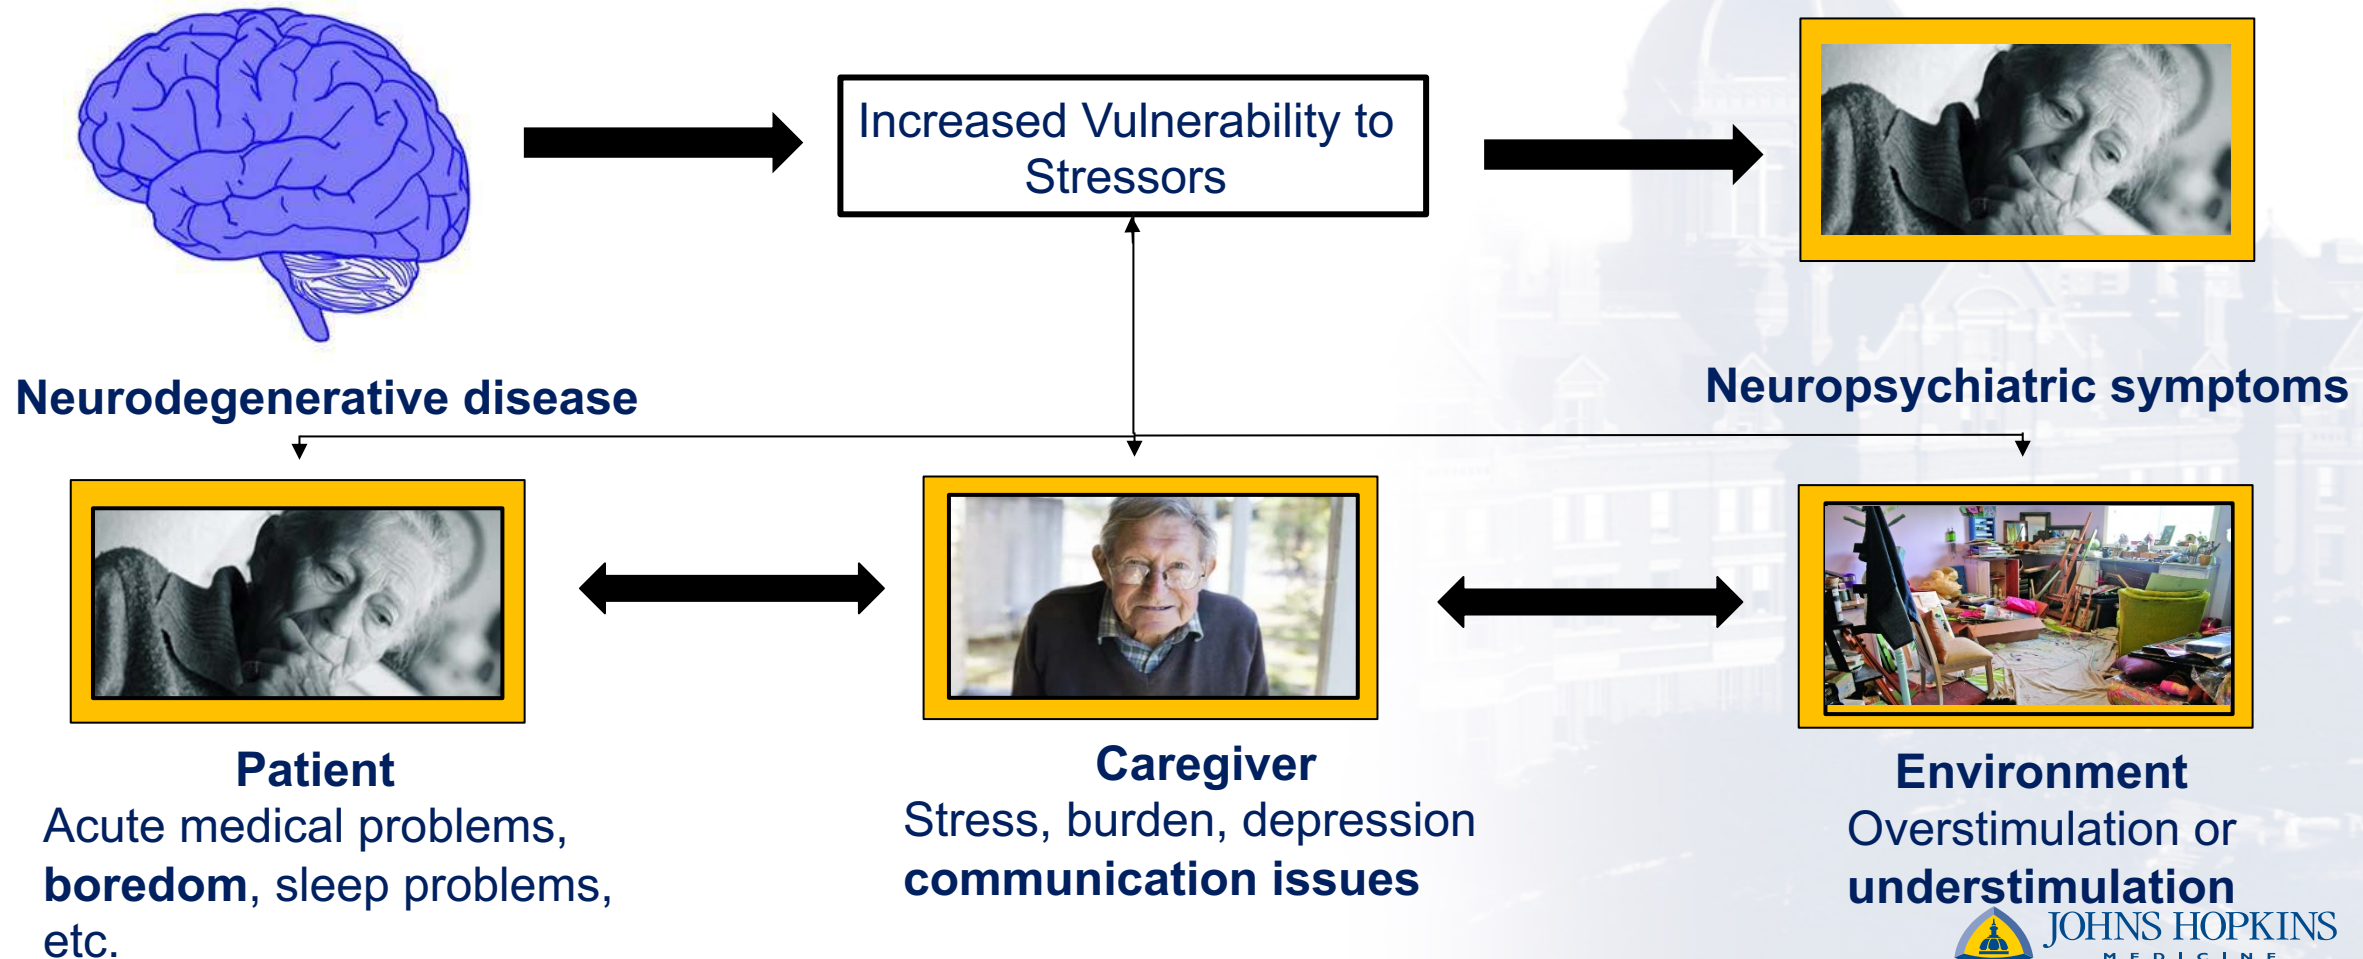 Increased Vulnerability to
Stressors
Neurodegenerative disease
Neuropsychiatric symptoms
Patient
Acute medical problems,
boredom, sleep problems,
etc.
Caregiver
Stress, burden, depression
communication issues
Environment
Overstimulation or
understimulation
JOHNS HOPKINS
MEDICINE